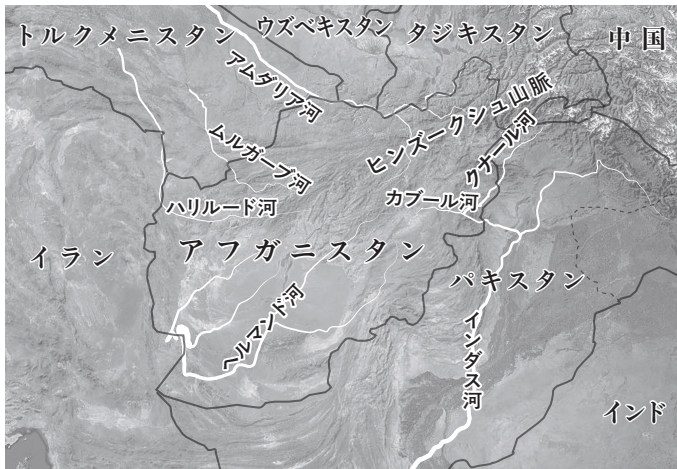 トルクメニスタン
ウズベキスタン
タジキスタン
中国
アムダリア河
ヒンズークシュ山脈
ムルガーブ河
クナール河
ハリルード河
カブール河
イラン
アフガニスタン
パキスタン
ヘルマンド河
インダス河
インド